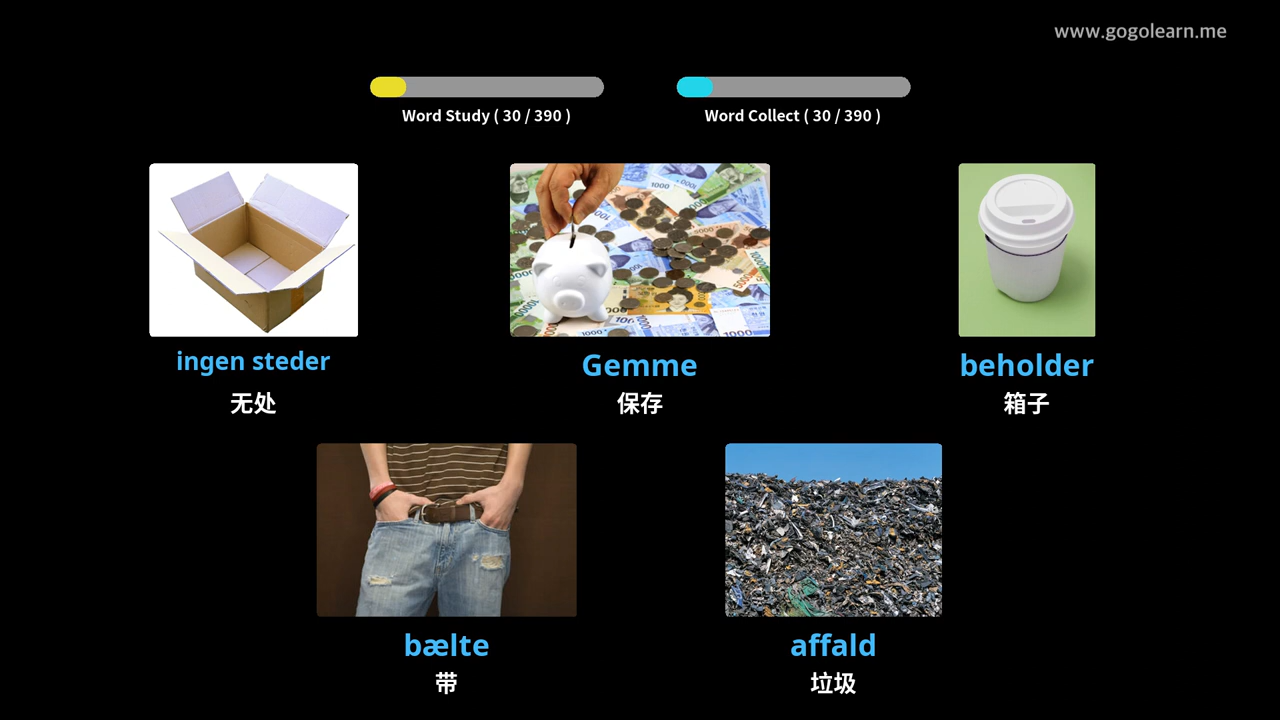 www.gogolearn.me
Word Study ( 30 / 390 )
Word Collect ( 30 / 390 )
ingen steder
无处
Gemme
保存
beholder
箱子
bælte
带
affald
垃圾